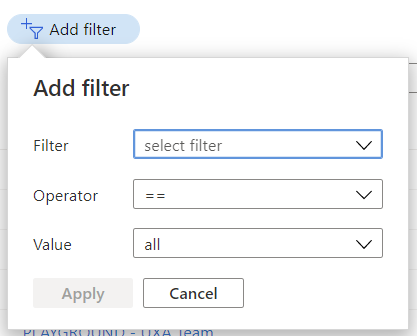 Add filter
Add filter
Filter select filter
Operator ==
Value all
Apply Cancel
PLAYGROUND - UXA Team